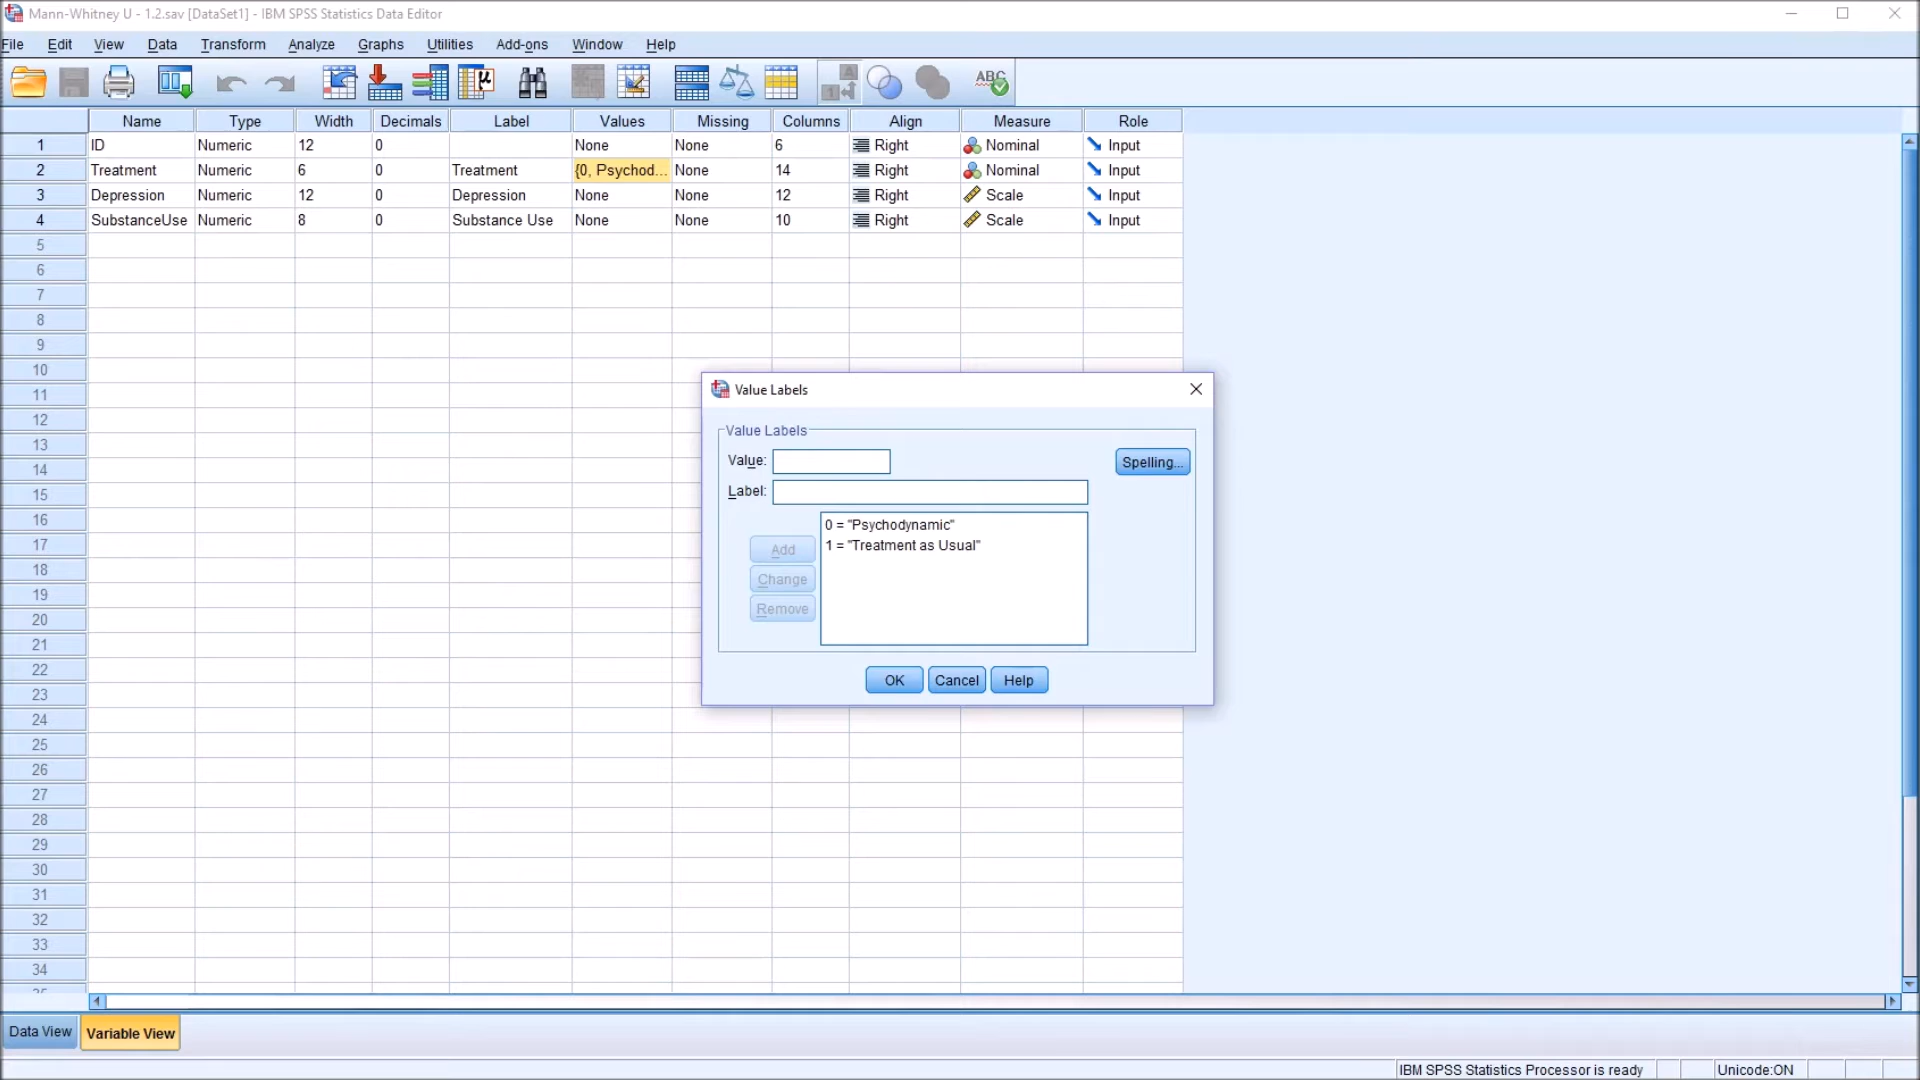 Mann-Whitney U - 1.2.sav [DataSet1] - IBM SPSS Statistics Data Editor
File Edit View Data Transform Analyze Graphs Utilities Add-ons Window Help
Name Type Width Decimals Label Values Missing Columns Align Measure Role
1 ID Numeric 12 0 None None 6 Right Nominal Input
2 Treatment Numeric 6 0 Treatment {0, Psychod... None 14 Right Nominal Input
3 Depression Numeric 12 0 Depression None None 12 Right Scale Input
4 SubstanceUse Numeric 8 0 Substance Use None None 10 Right Scale Input
5
6
7
8
9
10
11
12
13
14
15
16
17
18
19
20
21
22
23
24
25
26
27
28
29
30
31
32
33
34
Value Labels
Value Labels
Value:
Spelling...
Label:
0 = "Psychodynamic"
1 = "Treatment as Usual"
Add
Change
Remove
OK Cancel Help
Data View Variable View
IBM SPSS Statistics Processor is ready Unicode:ON